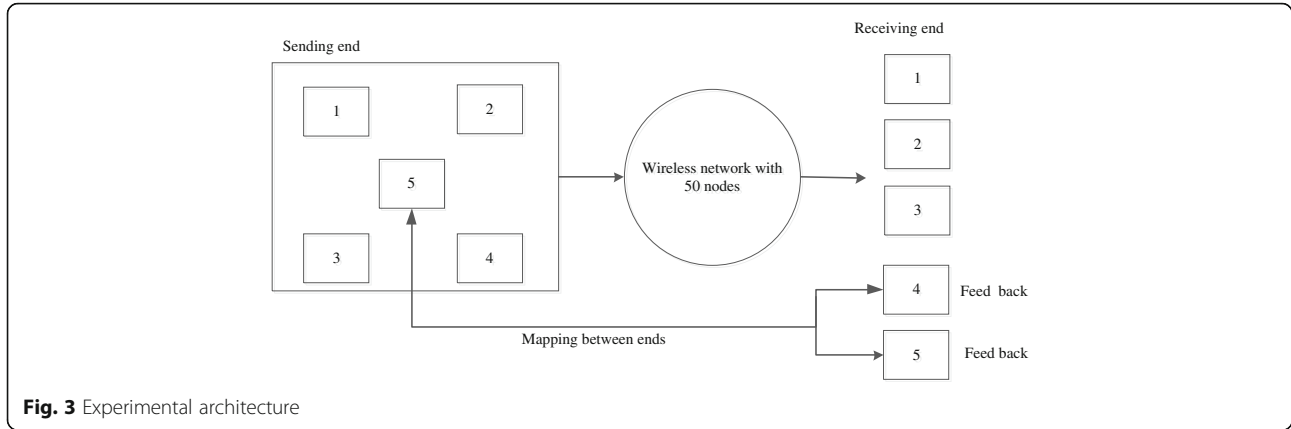 Sending end
Receiving end
1
2
5
3
4
Wireless network with
50 nodes
1
2
3
4
Feed back
5
Feed back
Mapping between ends
Fig. 3 Experimental architecture